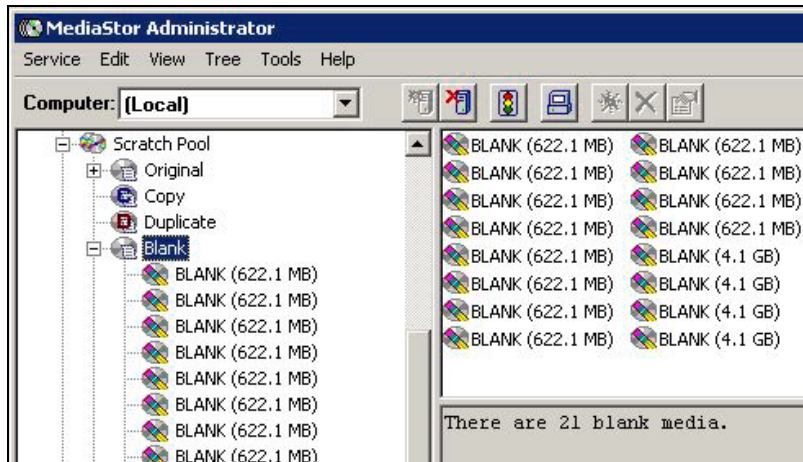 MediaStor Administrator
Service Edit View Tree Tools Help
Computer: (Local)
Scratch Pool
Original
Copy
Duplicate
Blank
BLANK (622.1 MB)
BLANK (622.1 MB)
BLANK (622.1 MB)
BLANK (622.1 MB)
BLANK (622.1 MB)
BLANK (622.1 MB)
BLANK (622.1 MB)
BLANK (622.1 MB)
BLANK (622.1 MB) BLANK (622.1 MB)
BLANK (622.1 MB) BLANK (622.1 MB)
BLANK (622.1 MB) BLANK (622.1 MB)
BLANK (622.1 MB) BLANK (622.1 MB)
BLANK (622.1 MB) BLANK (4.1 GB)
BLANK (622.1 MB) BLANK (4.1 GB)
BLANK (622.1 MB) BLANK (4.1 GB)
BLANK (622.1 MB) BLANK (4.1 GB)
There are 21 blank media.